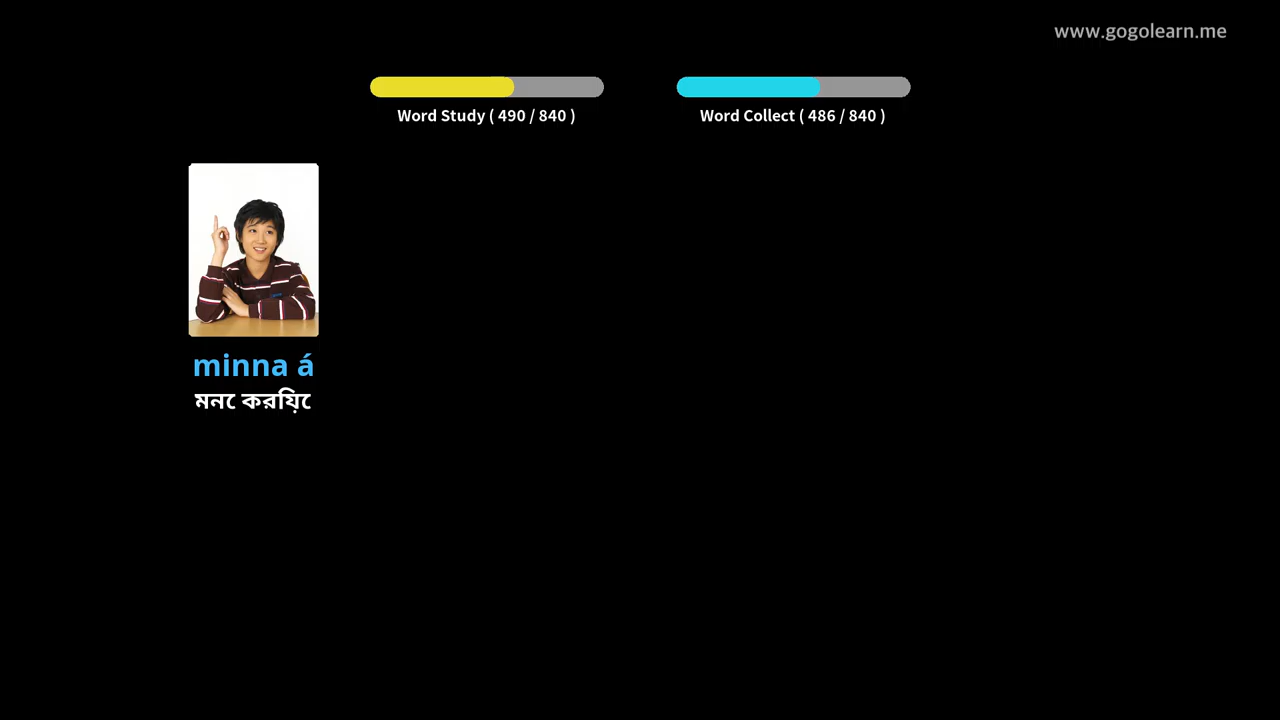 www.gogolearn.me
Word Study ( 490 / 840 )
Word Collect ( 486 / 840 )
minna á
মনে করিয়ে